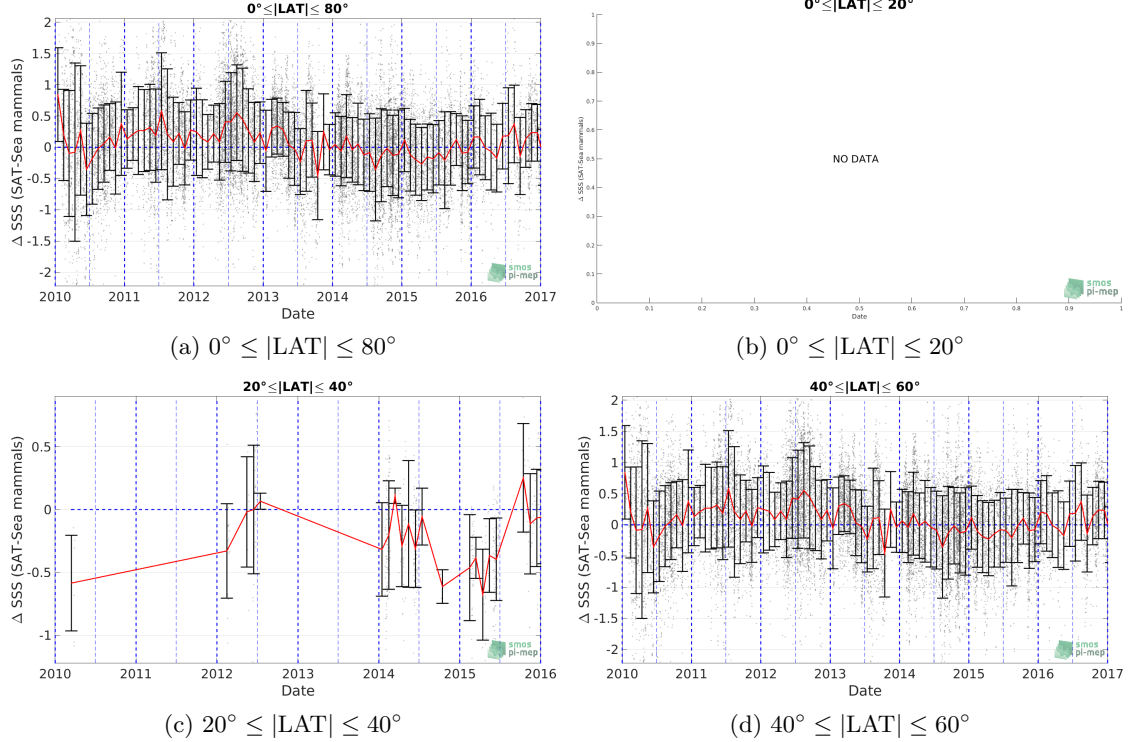 0°≤|LAT|≤ 80°
Δ SSS (SAT-Sea mammals)
2
1.5
1
0.5
0
-0.5
-1
-1.5
-2
2010 2011 2012 2013 2014 2015 2016 2017
Date
smos
pi-mep
(a) 0° ≤ |LAT| ≤ 80°
0°≤|LAT|≤ 20°
Δ SSS (SAT-Sea mammals)
1
0.9
0.8
0.7
0.6
0.5
0.4
0.3
0.2
0.1
0
NO DATA
0 0.1 0.2 0.3 0.4 0.5 0.6 0.7 0.8 0.9 1
Date
smos
pi-mep
(b) 0° ≤ |LAT| ≤ 20°
20°≤|LAT|≤ 40°
Δ SSS (SAT-Sea mammals)
0.5
0
-0.5
-1
2010 2011 2012 2013 2014 2015 2016
Date
smos
pi-mep
(c) 20° ≤ |LAT| ≤ 40°
40°≤|LAT|≤ 60°
Δ SSS (SAT-Sea mammals)
2
1.5
1
0.5
0
-0.5
-1
-1.5
-2
2010 2011 2012 2013 2014 2015 2016 2017
Date
smos
pi-mep
(d) 40° ≤ |LAT| ≤ 60°